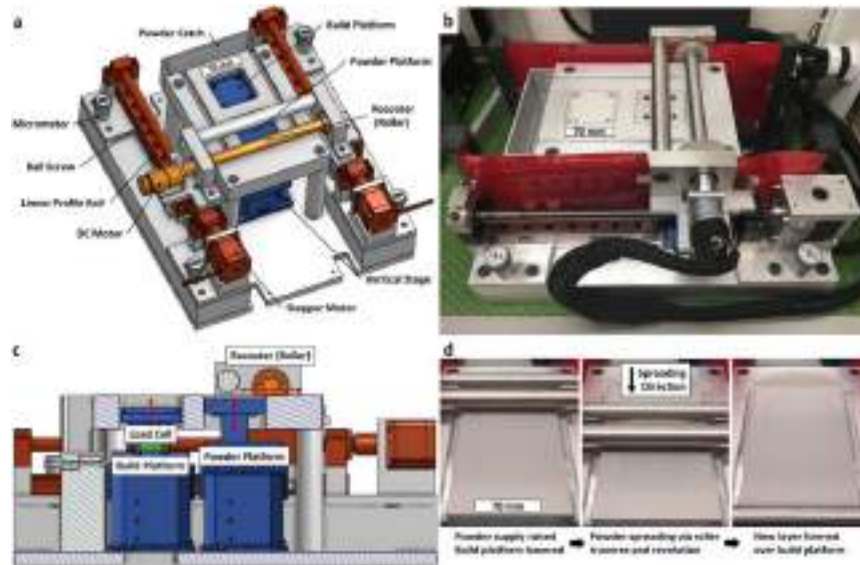 a
Build Platform
Powder Catch
Powder Platform
Recoater
(Roller)
Micrometer
Ball Screw
Linear Profile Rail
DC Motor
Vertical Stage
Stepper Motor
b
70 mm
c
Recoater (Roller)
Load Cell
Build Platform
Powder Platform
d
Spreading
Direction
70 mm
Powder supply raised
Build platform lowered
Powder spreading via roller
traverse and revolution
New layer formed
over build platform